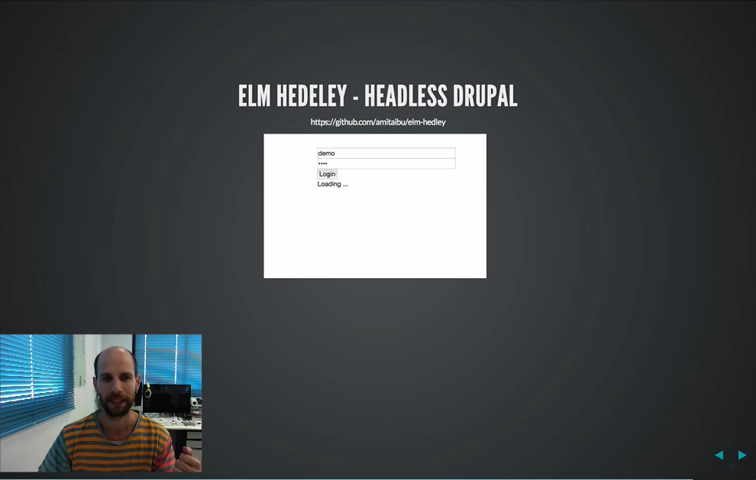 ELM HEDELEY - HEADLESS DRUPAL
https://github.com/amitaibu/elm-hedley
demo
••••
Login
Loading ...